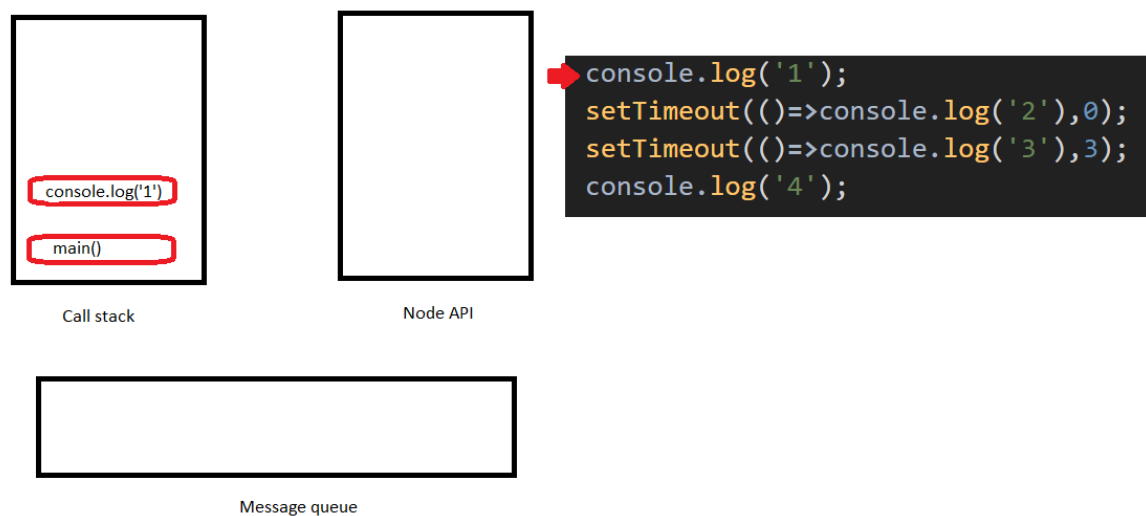 console.log('1')
main()
Call stack
Node API
console.log('1');
setTimeout(()=>console.log('2'),0);
setTimeout(()=>console.log('3'),3);
console.log('4');
Message queue